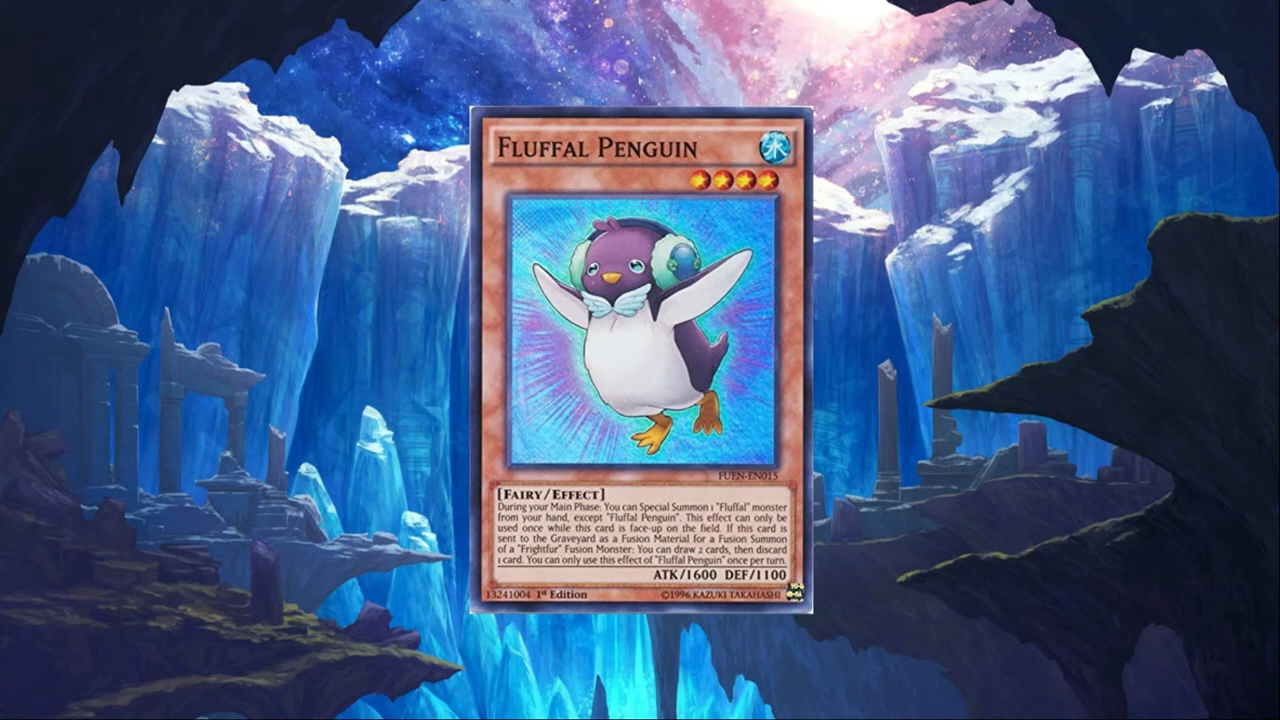 FLUFFAL PENGUIN
水
FUEN-EN015
[FAIRY/EFFECT]
During your Main Phase: You can Special Summon 1 "Fluffal" monster
from your hand, except "Fluffal Penguin". This effect can only be
used once while this card is face-up on the field. If this card is
sent to the Graveyard as a Fusion Material for a Fusion Summon
of a "Frightfur" Fusion Monster: You can draw 2 cards, then discard
1 card. You can only use this effect of "Fluffal Penguin" once per turn.
ATK/1600 DEF/1100
13241004 1st Edition ©1996 KAZUKI TAKAHASHI